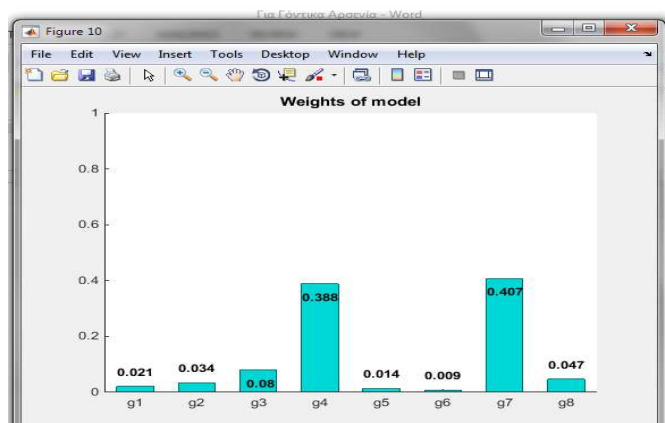 Για Γόντικα Αρσενία - Word
Figure 10
File Edit View Insert Tools Desktop Window Help
Weights of model
1
0.8
0.6
0.4
0.2
0
0.021
0.034
0.08
0.388
0.014
0.009
0.407
0.047
g1 g2 g3 g4 g5 g6 g7 g8